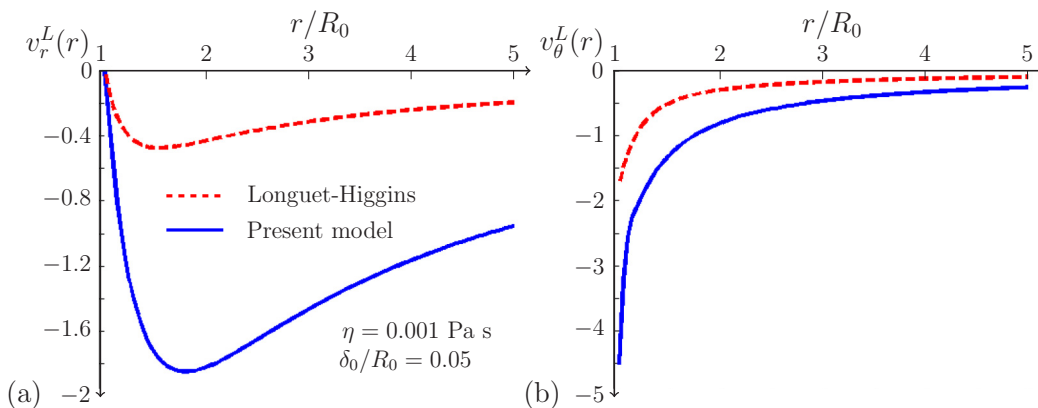 r/R₀
v_r^L(r)
1 2 3 4 5
0
−0.4
−0.8
−1.2
−1.6
−2
Longuet-Higgins
Present model
η = 0.001 Pa s
δ₀/R₀ = 0.05
(a)
r/R₀
v_θ^L(r)
1 2 3 4 5
0
−1
−2
−3
−4
−5
(b)